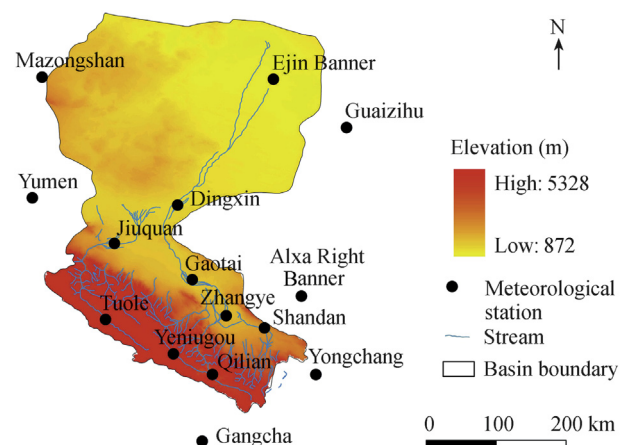 N
Mazongshan
Ejin Banner
Guaizihu
Elevation (m)
High: 5328
Low: 872
Yumen
Dingxin
Jiuquan
Gaotai
Alxa Right
Banner
Zhangye
Tuole
Shandan
Yeniugou
Qilian
Yongchang
Gangcha
Meteorological
station
Stream
Basin boundary
0 100 200 km